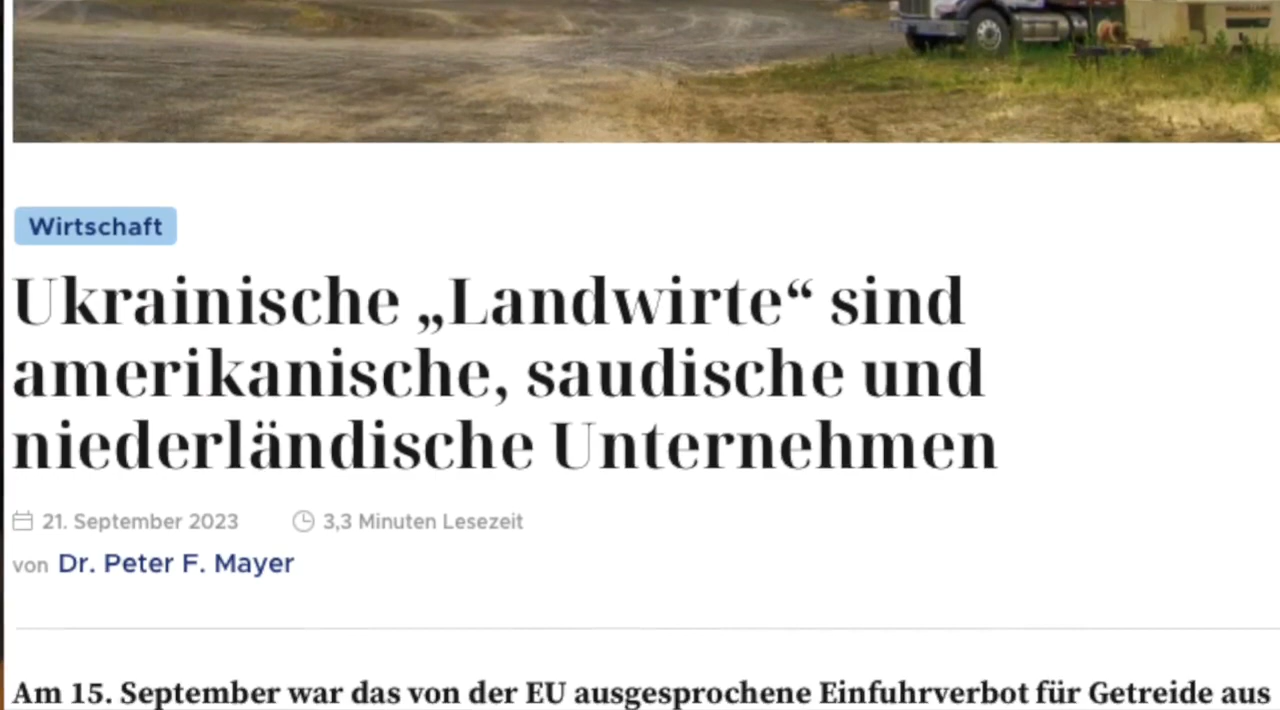 Wirtschaft
Ukrainische „Landwirte“ sind
amerikanische, saudische und
niederländische Unternehmen
21. September 2023 3,3 Minuten Lesezeit
von Dr. Peter F. Mayer
Am 15. September war das von der EU ausgesprochene Einfuhrverbot für Getreide aus